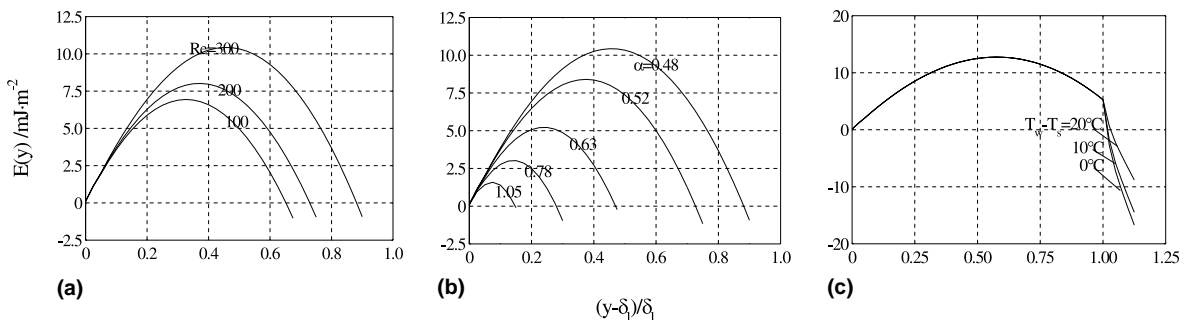 E(y) /mJ·m⁻²
12.5
10.0
7.5
5.0
2.5
0
-2.5
Re=300
200
100
0 0.2 0.4 0.6 0.8 1.0
(a)
12.5
10.0
7.5
5.0
2.5
0
-2.5
α=0.48
0.52
0.63
0.78
1.05
0 0.2 0.4 0.6 0.8 1.0
(b)
(y-δₗ)/δₗ
20
10
0
-10
20
T_w-T_s=20°C
10°C
0°C
0 0.25 0.50 0.75 1.00 1.25
(c)